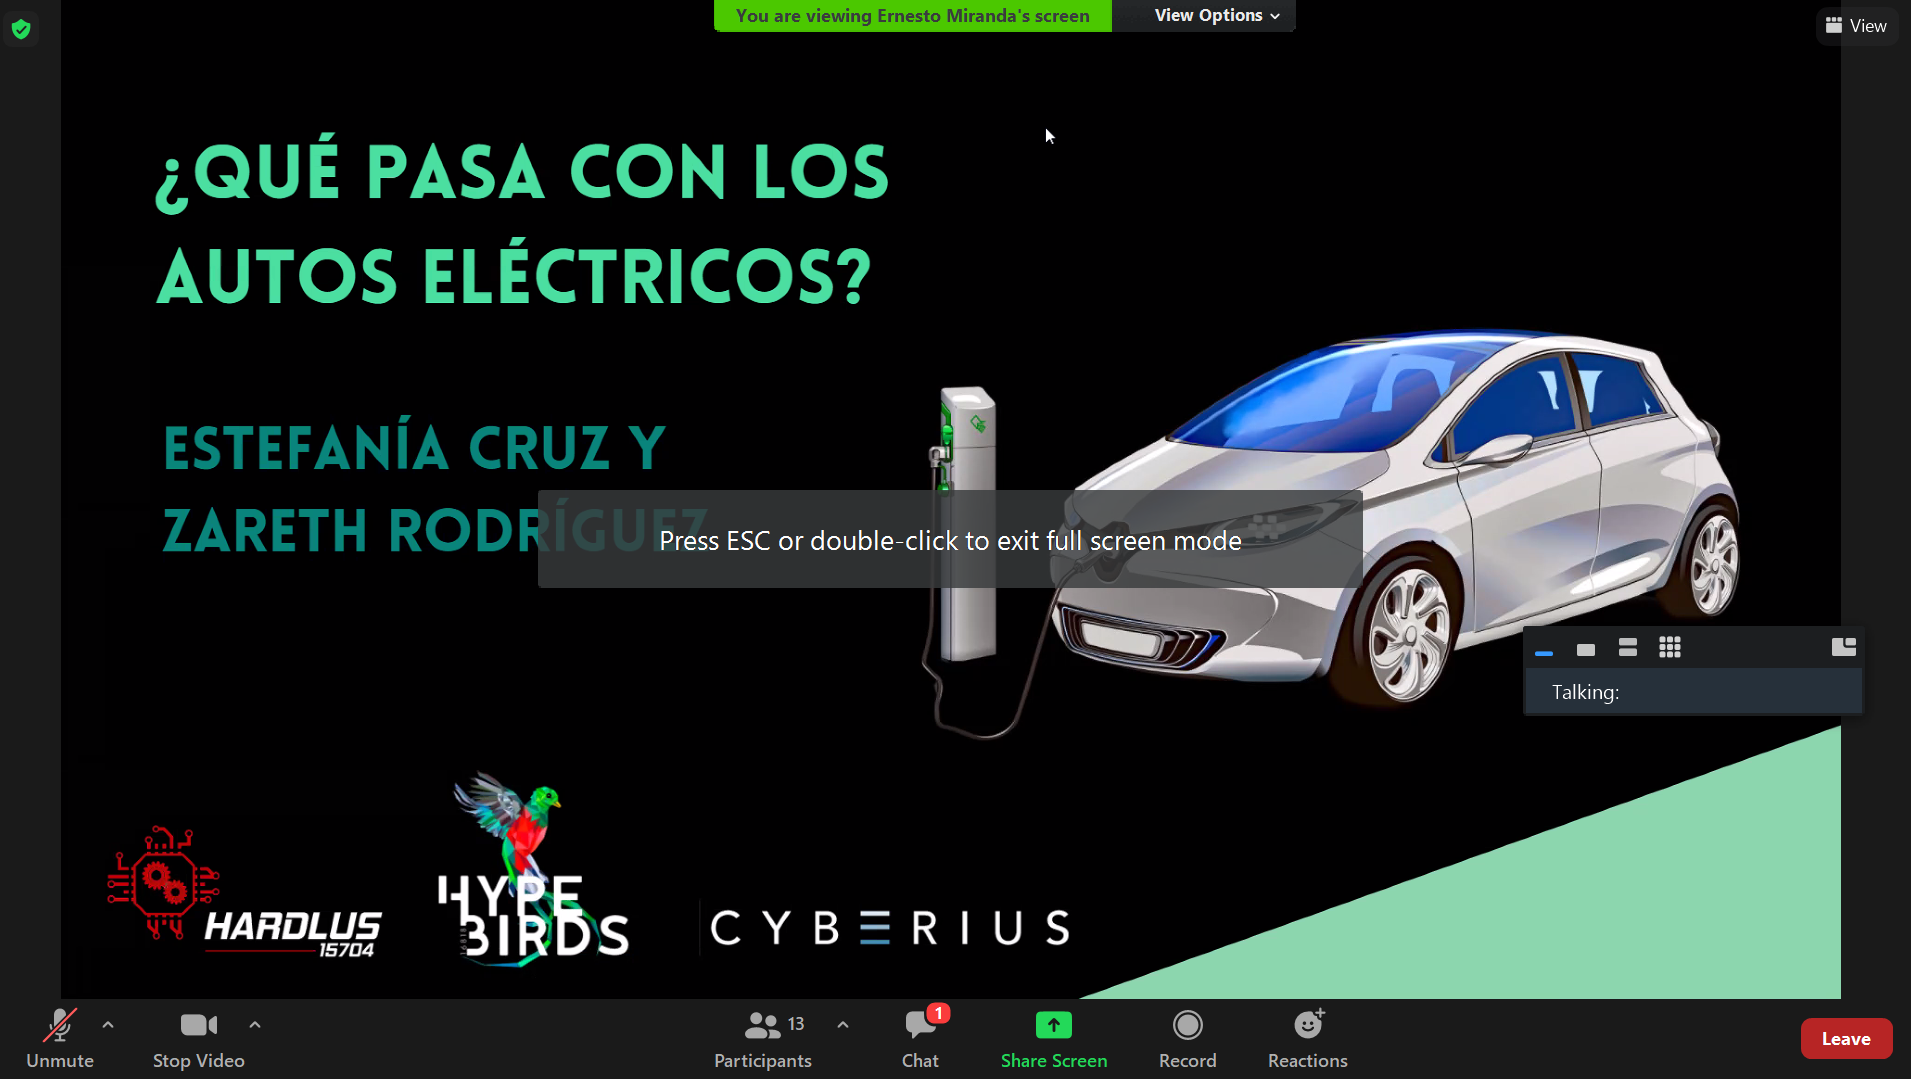 You are viewing Ernesto Miranda's screen
View Options
View
¿QUÉ PASA CON LOS
AUTOS ELÉCTRICOS?
ESTEFANÍA CRUZ Y
ZARETH RODRÍGUEZ
Press ESC or double-click to exit full screen mode
Talking:
HARDLUS
15704
HYPE
BIRDS
CYBERIUS
Unmute
Stop Video
13
Participants
1
Chat
Share Screen
Record
Reactions
Leave